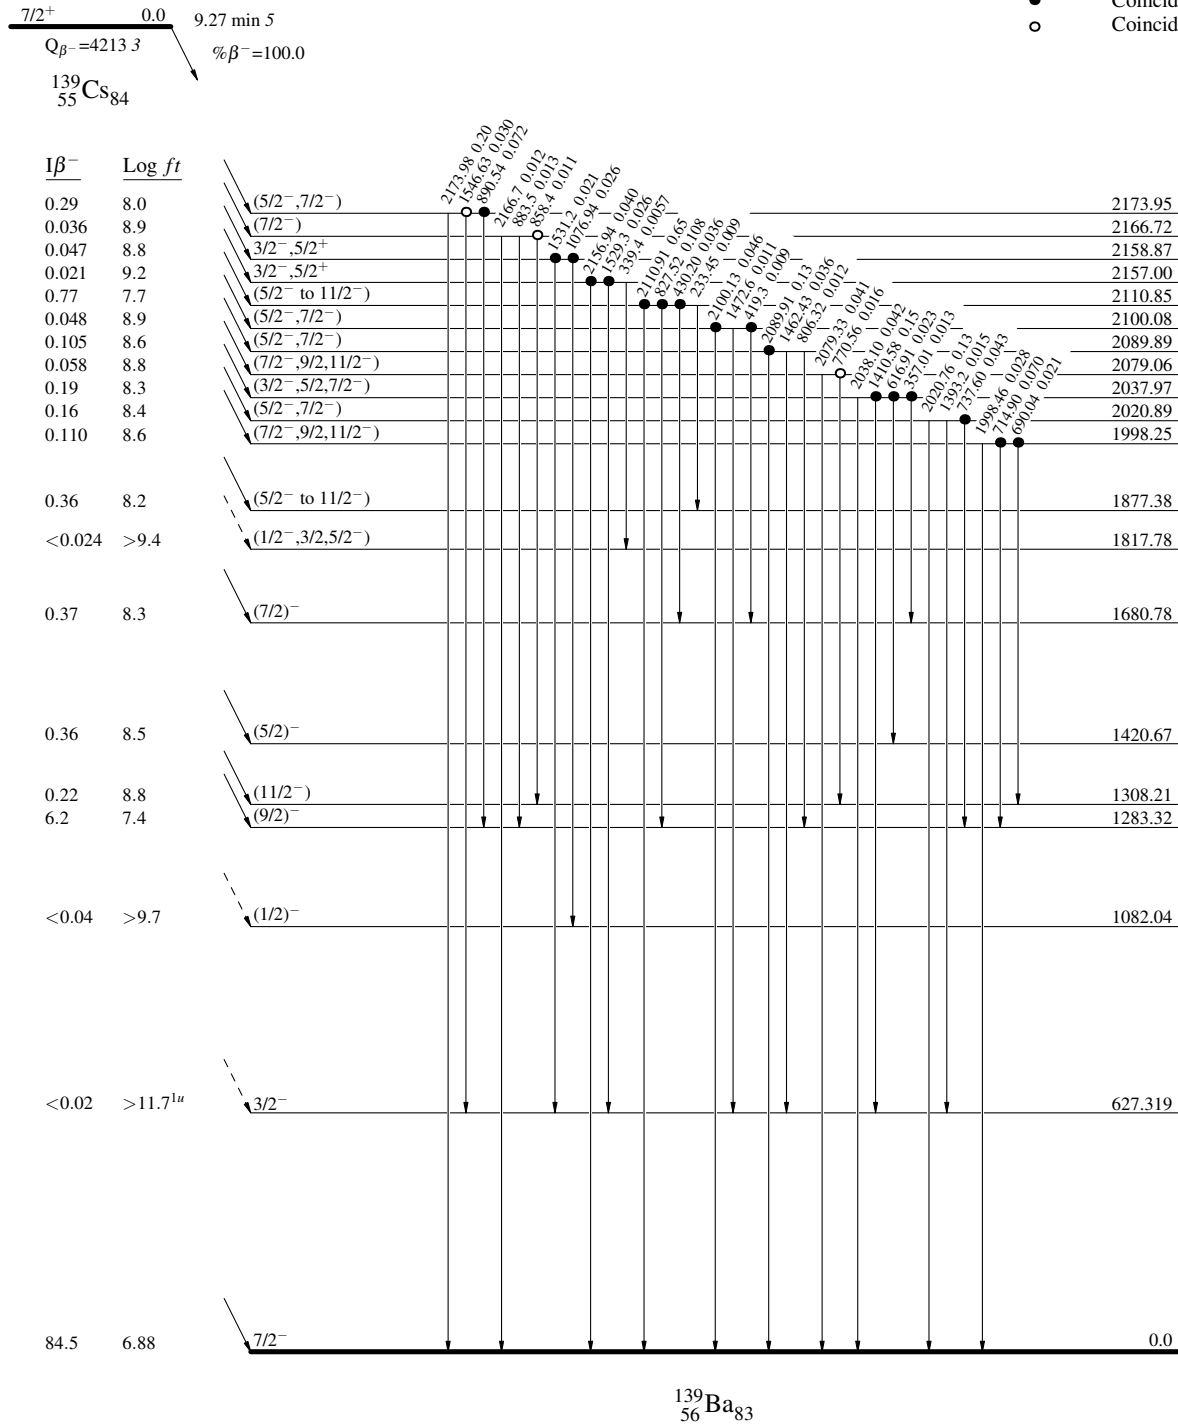 7/2⁺ 0.0 9.27 min 5
Coincid
Coincid
Qβ−=4213 3 %β⁻=100.0
¹³⁹₅₅Cs₈₄
Iβ⁻ Log ft
2173.98 0.20
1546.63 0.030
890.54 0.072
2166.7 0.012
883.5 0.013
858.4 0.011
1531.2 0.021
1076.94 0.026
2156.94 0.040
1529.3 0.026
339.4 0.0057
2110.91 0.65
827.52 0.108
430.20 0.036
233.45 0.009
2100.13 0.046
1472.6 0.011
419.3 0.009
2089.91 0.13
1462.43 0.036
806.32 0.012
2079.33 0.041
770.56 0.016
2038.10 0.042
1410.58 0.15
616.91 0.023
357.01 0.013
2020.76 0.13
1393.2 0.015
737.60 0.043
1998.46 0.028
714.90 0.070
690.04 0.021
0.29 8.0 (5/2⁻,7/2⁻) 2173.95
0.036 8.9 (7/2⁻) 2166.72
0.047 8.8 3/2⁻,5/2⁺ 2158.87
0.021 9.2 3/2⁻,5/2⁺ 2157.00
0.77 7.7 (5/2⁻ to 11/2⁻) 2110.85
0.048 8.9 (5/2⁻,7/2⁻) 2100.08
0.105 8.6 (5/2⁻,7/2⁻) 2089.89
0.058 8.8 (7/2⁻,9/2,11/2⁻) 2079.06
0.19 8.3 (3/2⁻,5/2,7/2⁻) 2037.97
0.16 8.4 (5/2⁻,7/2⁻) 2020.89
0.110 8.6 (7/2⁻,9/2,11/2⁻) 1998.25
0.36 8.2 (5/2⁻ to 11/2⁻) 1877.38
<0.024 >9.4 (1/2⁻,3/2,5/2⁻) 1817.78
0.37 8.3 (7/2)⁻ 1680.78
0.36 8.5 (5/2)⁻ 1420.67
0.22 8.8 (11/2⁻) 1308.21
6.2 7.4 (9/2)⁻ 1283.32
<0.04 >9.7 (1/2)⁻ 1082.04
<0.02 >11.7¹ᵘ 3/2⁻ 627.319
84.5 6.88 7/2⁻ 0.0
¹³⁹₅₆Ba₈₃